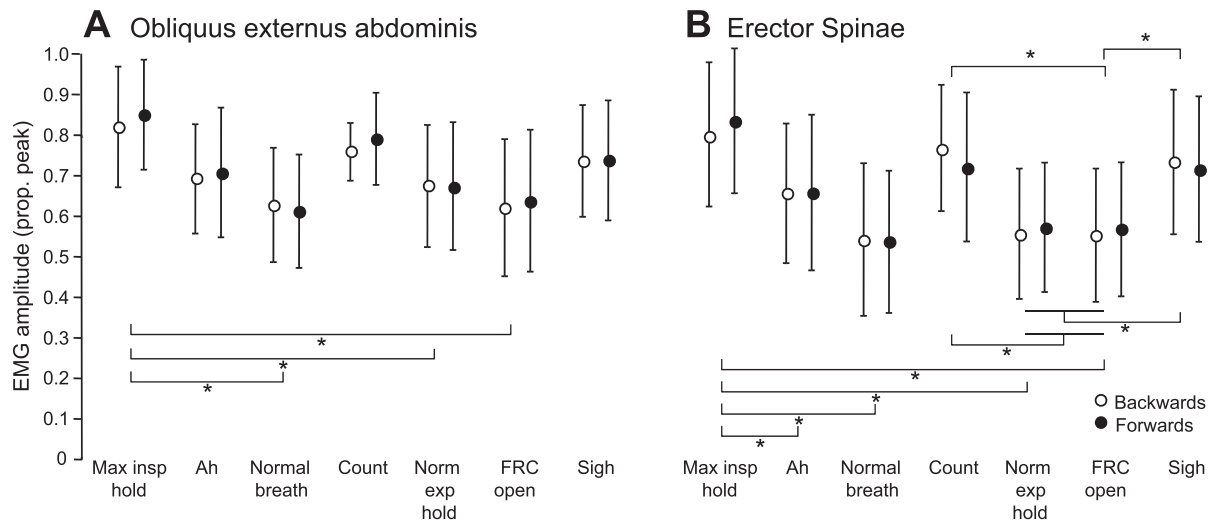 A Obliquus externus abdominis
B Erector Spinae
EMG amplitude (prop. peak)
1.0
0.9
0.8
0.7
0.6
0.5
0.4
0.3
0.2
0.1
0
*
*
*
Max insp
hold
Ah
Normal
breath
Count
Norm
exp
hold
FRC
open
Sigh
*
*
*
*
*
*
*
*
Backwards
Forwards
Max insp
hold
Ah
Normal
breath
Count
Norm
exp
hold
FRC
open
Sigh